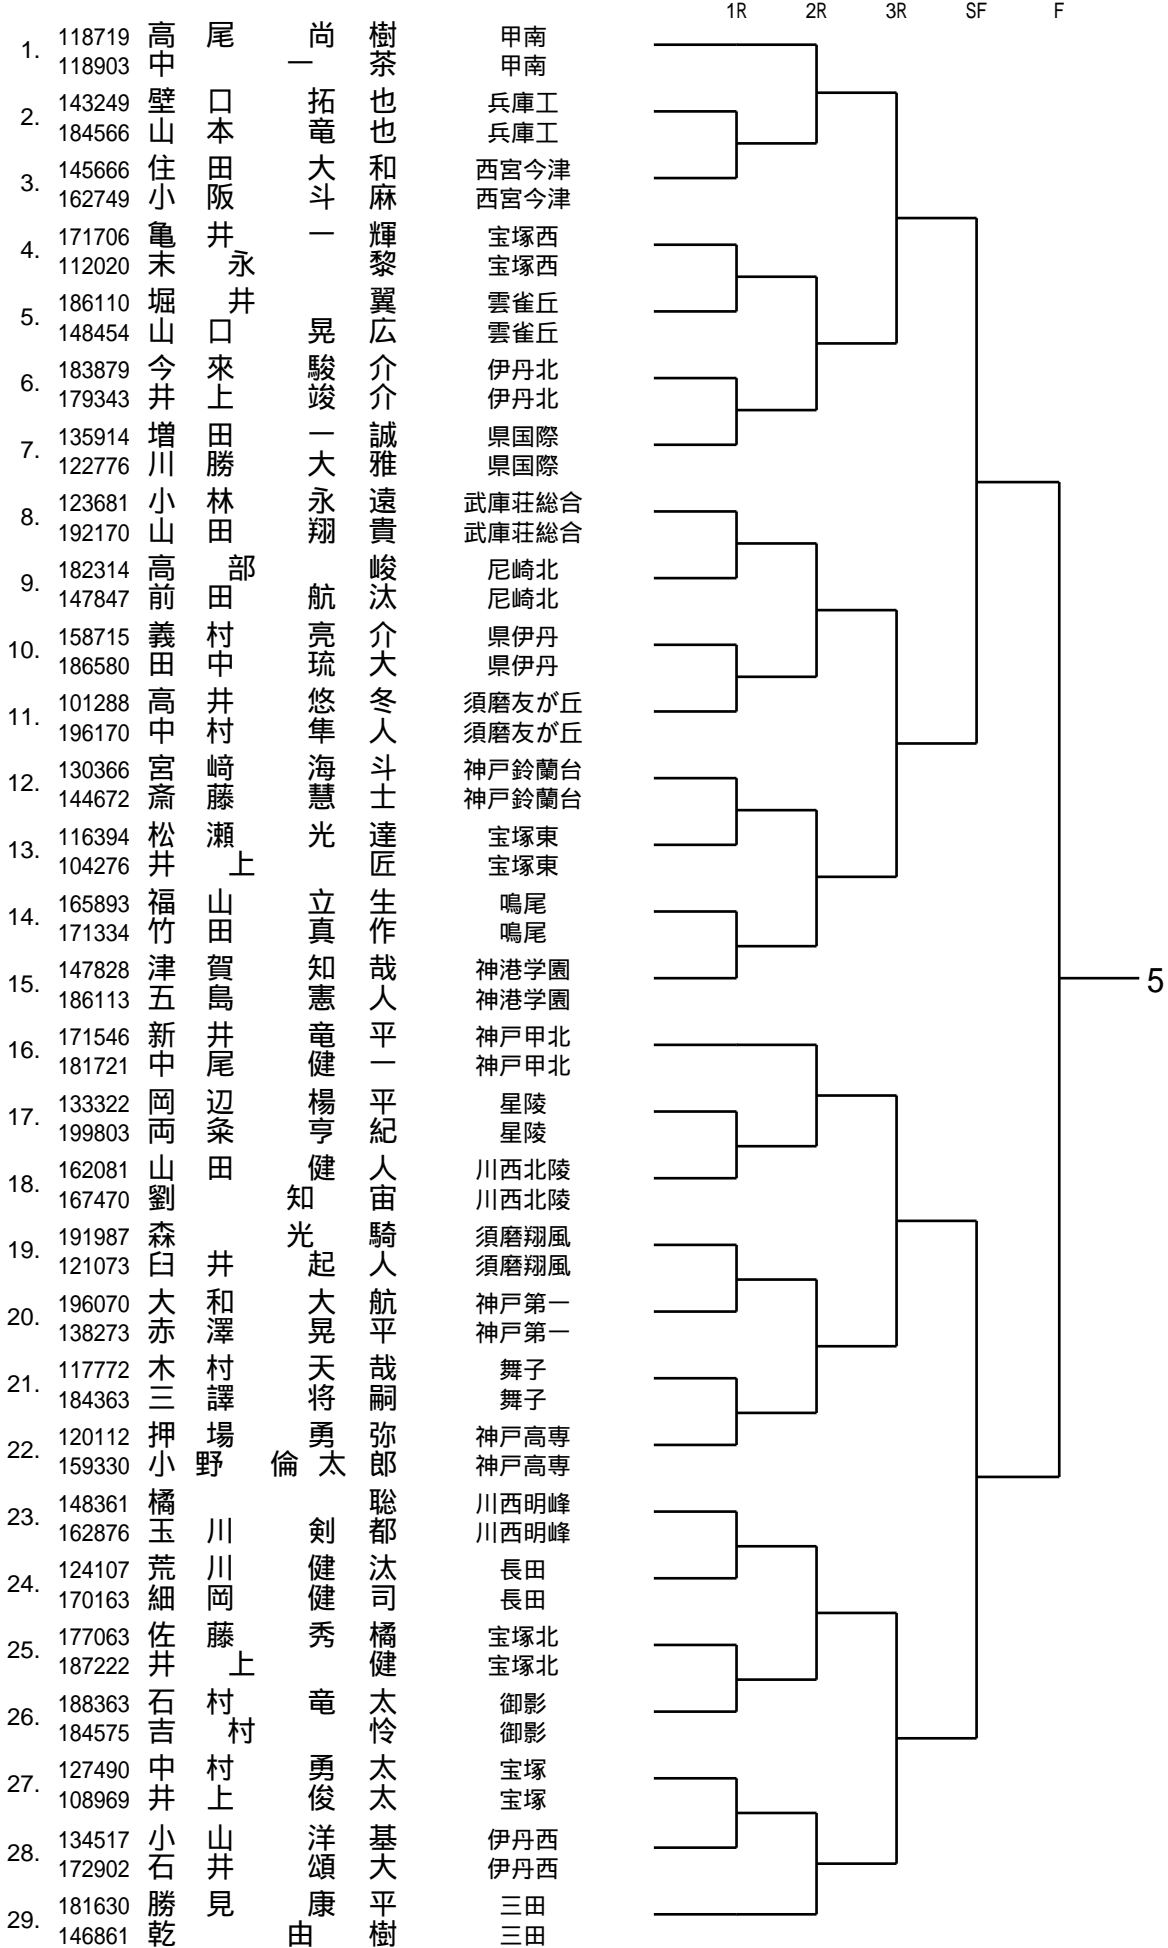 1R 2R 3R SF F
1. 118719 高尾 尚樹 甲南
118903 中 一茶 甲南
2. 143249 壁口 拓也 兵庫工
184566 山本 竜也 兵庫工
3. 145666 住田 大和 西宮今津
162749 小阪 斗麻 西宮今津
4. 171706 亀井 一輝 宝塚西
112020 末永 黎 宝塚西
5. 186110 堀井 翼 雲雀丘
148454 山口 晃広 雲雀丘
6. 183879 今來 駿介 伊丹北
179343 井上 竣介 伊丹北
7. 135914 増田 一誠 県国際
122776 川勝 大雅 県国際
8. 123681 小林 永遠 武庫荘総合
192170 山田 翔貴 武庫荘総合
9. 182314 高部 峻 尼崎北
147847 前田 航汰 尼崎北
10. 158715 義村 亮介 県伊丹
186580 田中 琉大 県伊丹
11. 101288 高井 悠冬 須磨友が丘
196170 中村 隼人 須磨友が丘
12. 130366 宮﨑 海斗 神戸鈴蘭台
144672 斎藤 慧士 神戸鈴蘭台
13. 116394 松瀬 光達 宝塚東
104276 井上 匠 宝塚東
14. 165893 福山 立生 鳴尾
171334 竹田 真作 鳴尾
15. 147828 津賀 知哉 神港学園
186113 五島 憲人 神港学園
5
16. 171546 新井 竜平 神戸甲北
181721 中尾 健一 神戸甲北
17. 133322 岡辺 楊平 星陵
199803 両粂 亨紀 星陵
18. 162081 山田 健人 川西北陵
167470 劉 知宙 川西北陵
19. 191987 森 光騎 須磨翔風
121073 臼井 起人 須磨翔風
20. 196070 大和 大航 神戸第一
138273 赤澤 晃平 神戸第一
21. 117772 木村 天哉 舞子
184363 三譯 将嗣 舞子
22. 120112 押場 勇弥 神戸高専
159330 小野 倫太郎 神戸高専
23. 148361 橘 聡 川西明峰
162876 玉川 剣都 川西明峰
24. 124107 荒川 健汰 長田
170163 細岡 健司 長田
25. 177063 佐藤 秀橘 宝塚北
187222 井上 健 宝塚北
26. 188363 石村 竜太 御影
184575 吉村 怜 御影
27. 127490 中村 勇太 宝塚
108969 井上 俊太 宝塚
28. 134517 小山 洋基 伊丹西
172902 石井 頌大 伊丹西
29. 181630 勝見 康平 三田
146861 乾 由樹 三田
1R 2R 3R SF F